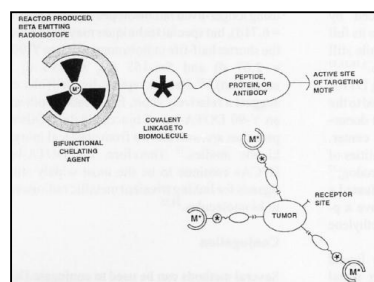 REACTOR PRODUCED,
BETA EMITTING
RADIOISOTOPE
M⁺
BIFUNCTIONAL
CHELATING
AGENT
*
COVALENT
LINKAGE TO
BIOMOLECULE
PEPTIDE,
PROTEIN, OR
ANTIBODY
ACTIVE SITE
OF TARGETING
MOTIF
M⁺
*
RECEPTOR
SITE
TUMOR
M⁺
*
*
M⁺